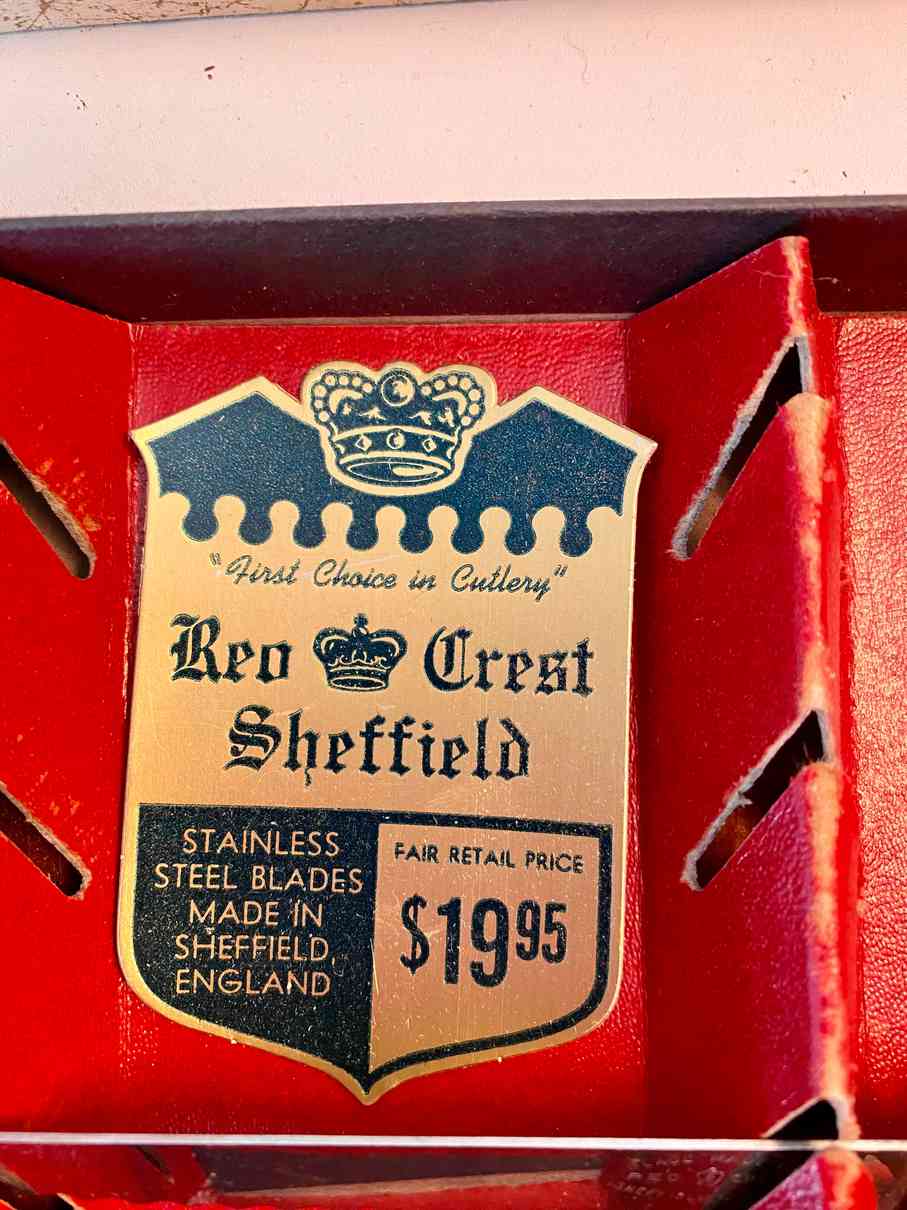 "First Choice in Cutlery"
Reo Crest
Sheffield
STAINLESS
STEEL BLADES
MADE IN
SHEFFIELD,
ENGLAND
FAIR RETAIL PRICE
$1995